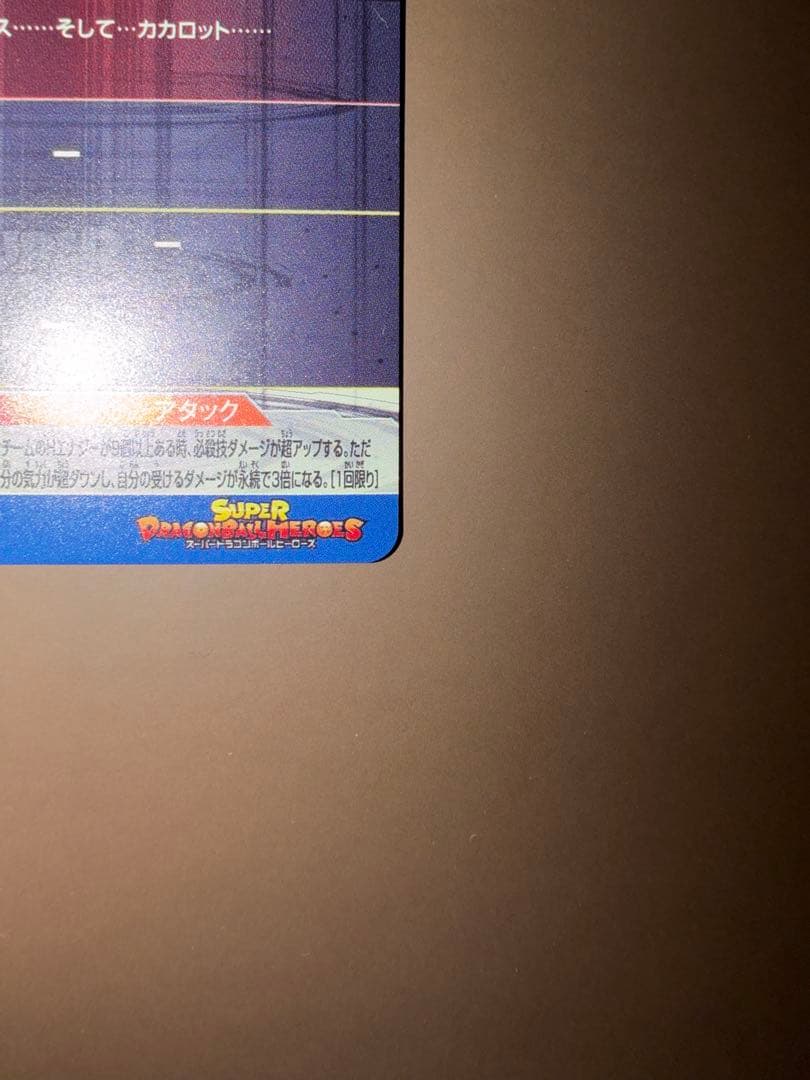 ス……そして…カカロット……
アタック
チームのHエナジーが9個以上ある時、必殺技ダメージが超アップする。ただ
分の気力が超ダウンし、自分の受けるダメージが永続で3倍になる。[1回限り]
SUPER
DRAGONBALL HEROES
スーパードラゴンボールヒーローズ